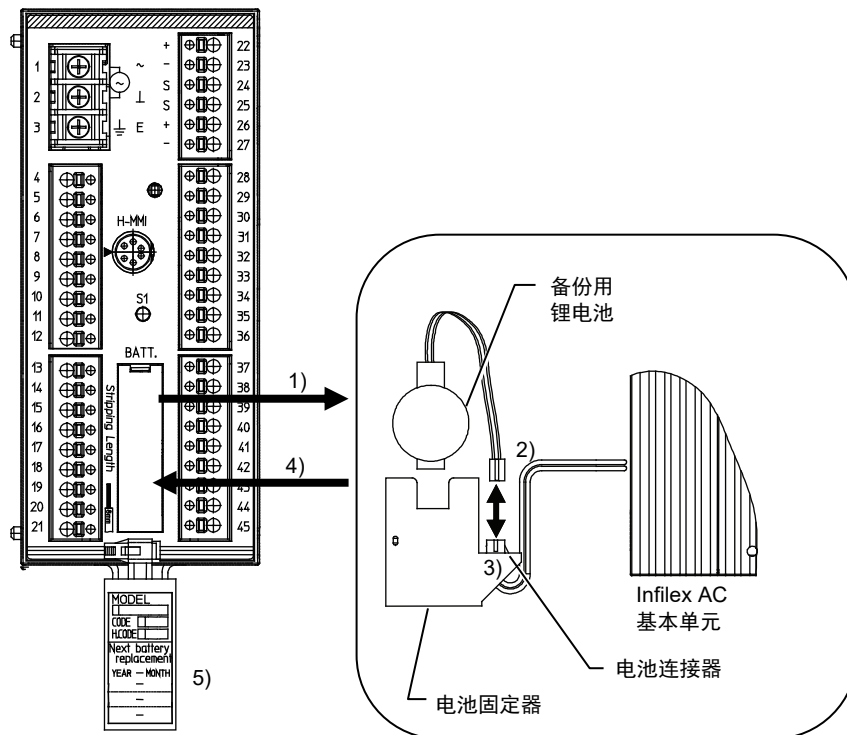 1 ~
2 ⊥
3 ⏚ E
+ 22
- 23
S 24
S 25
+ 26
- 27
4
5
6
7
8
9
10
11
12
H-MMI
S1
BATT.
28
29
30
31
32
33
34
35
36
13
14
15
16
17
18
19
20
21
Stripping Length
37
38
39
40
41
42
43
44
45
1)
4)
MODEL
CODE
H.CODE
Next battery
replacement
YEAR - MONTH
-
-
-
5)
备份用
锂电池
2)
3)
Infilex AC
基本单元
电池连接器
电池固定器